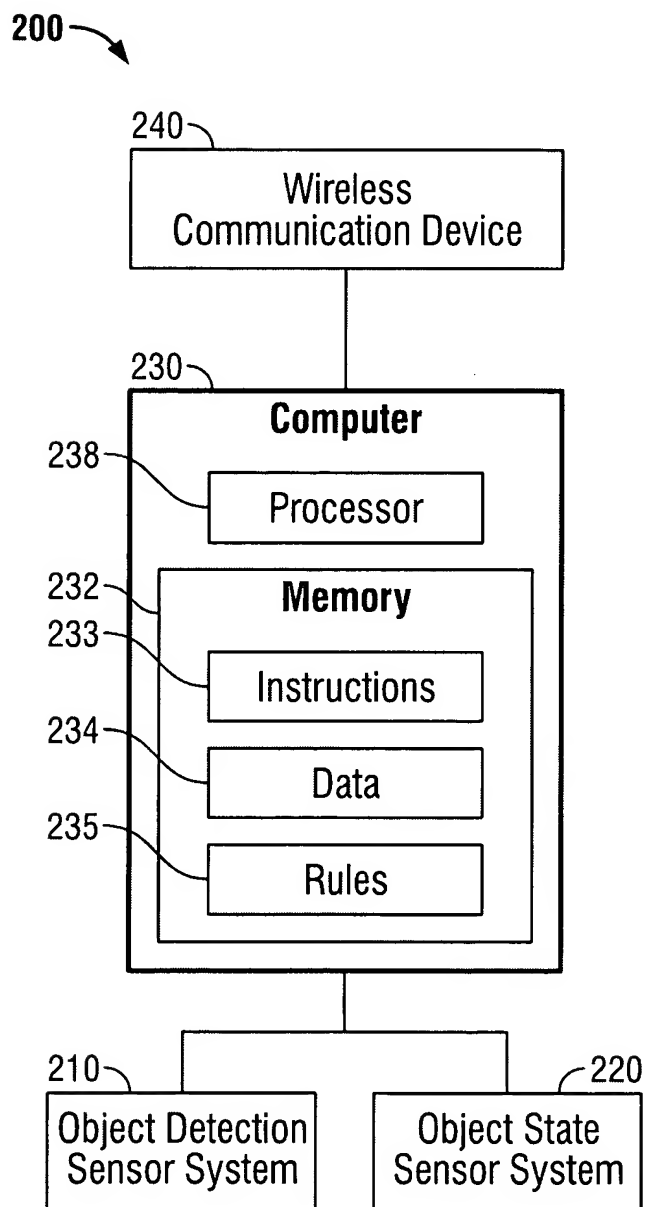 200
240
Wireless
Communication Device
230
Computer
238
Processor
232
Memory
233
Instructions
234
Data
235
Rules
210
Object Detection
Sensor System
220
Object State
Sensor System